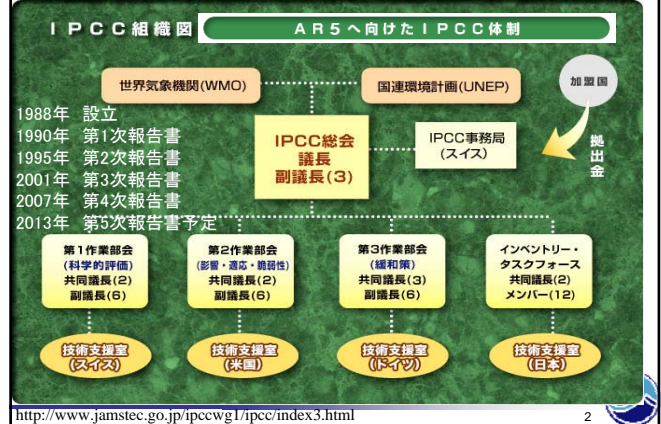 IPCC組織図
AR5へ向けたIPCC体制
世界気象機関(WMO)
国連環境計画(UNEP)
加盟国
1988年 設立
1990年 第1次報告書
1995年 第2次報告書
2001年 第3次報告書
2007年 第4次報告書
2013年 第5次報告書予定
IPCC総会
議長
副議長(3)
IPCC事務局
(スイス)
拠出金
第1作業部会
(科学的評価)
共同議長(2)
副議長(6)
第2作業部会
(影響・適応・脆弱性)
共同議長(2)
副議長(6)
第3作業部会
(緩和策)
共同議長(3)
副議長(6)
インベントリー・
タスクフォース
共同議長(2)
メンバー(12)
技術支援室
(スイス)
技術支援室
(米国)
技術支援室
(ドイツ)
技術支援室
(日本)
http://www.jamstec.go.jp/ipccwg1/ipcc/index3.html
2